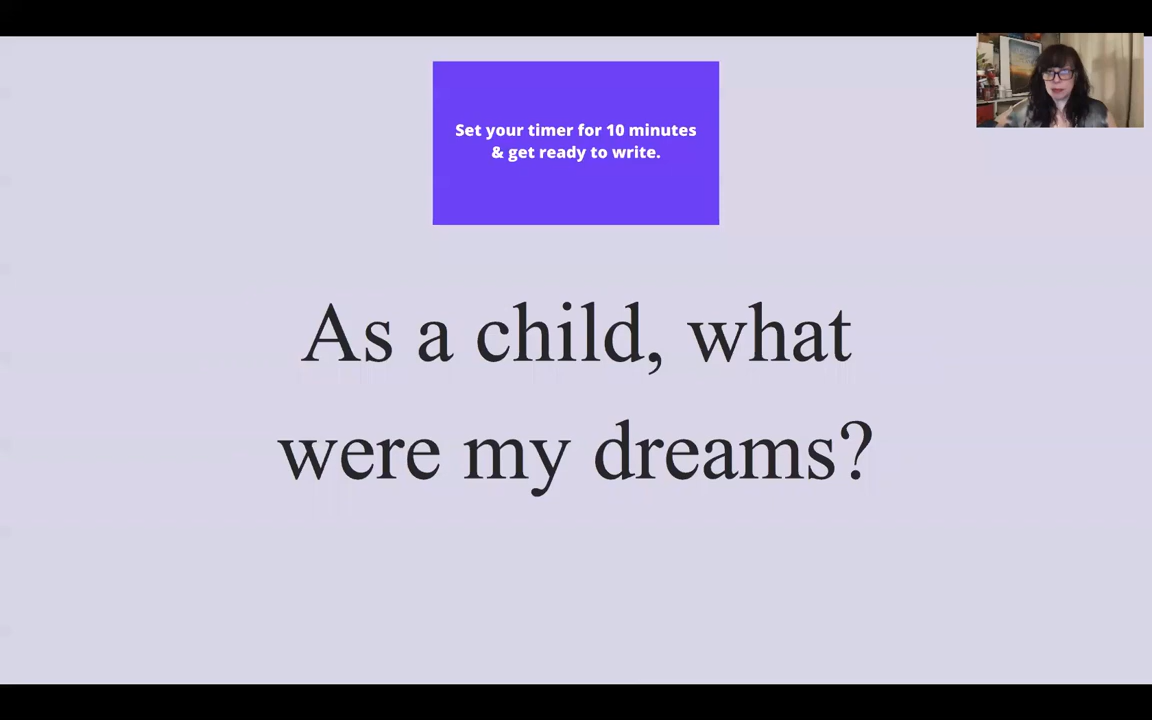 Set your timer for 10 minutes
& get ready to write.
As a child, what
were my dreams?